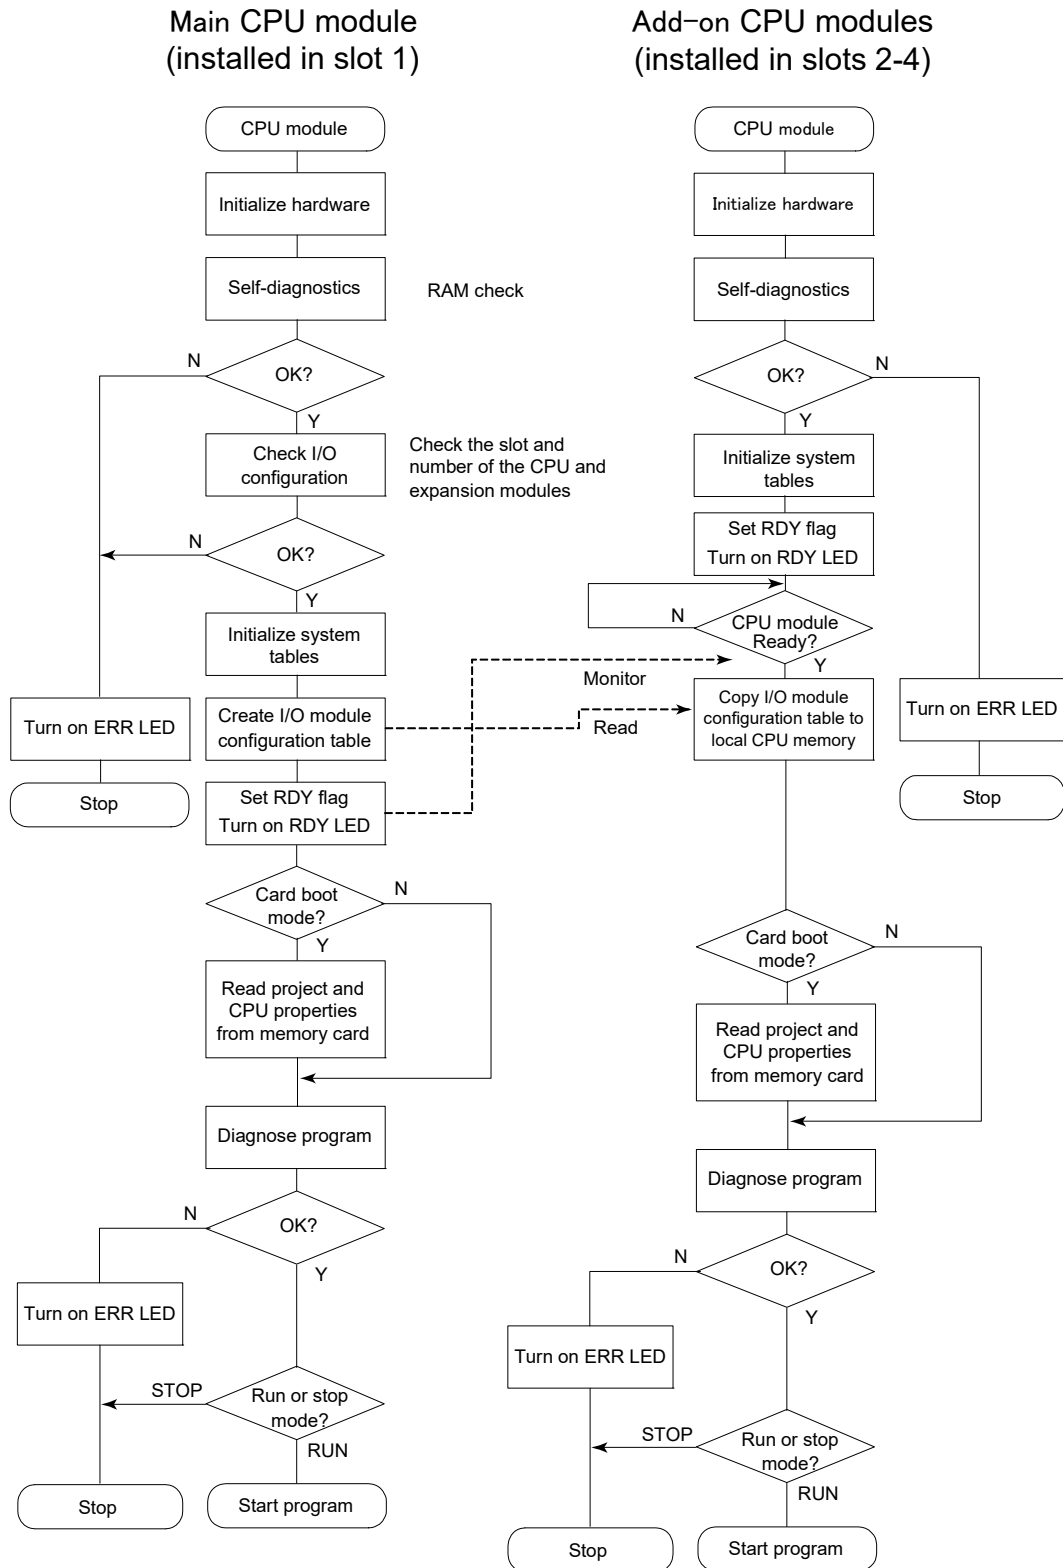 Main CPU module
(installed in slot 1)
CPU module
Initialize hardware
Self-diagnostics
RAM check
N
OK?
Y
Check I/O
configuration
Check the slot and
number of the CPU and
expansion modules
N
OK?
Y
Initialize system
tables
Create I/O module
configuration table
Turn on ERR LED
Stop
Set RDY flag
Turn on RDY LED
Monitor
Read
Card boot
mode?
N
Y
Read project and
CPU properties
from memory card
Diagnose program
N
OK?
Y
Turn on ERR LED
STOP
Run or stop
mode?
RUN
Stop
Start program
Add-on CPU modules
(installed in slots 2-4)
CPU module
Initialize hardware
Self-diagnostics
OK?
N
Y
Initialize system
tables
Set RDY flag
Turn on RDY LED
N
CPU module
Ready?
Y
Copy I/O module
configuration table to
local CPU memory
Turn on ERR LED
Stop
Card boot
mode?
N
Y
Read project and
CPU properties
from memory card
Diagnose program
N
OK?
Y
Turn on ERR LED
STOP
Run or stop
mode?
RUN
Stop
Start program